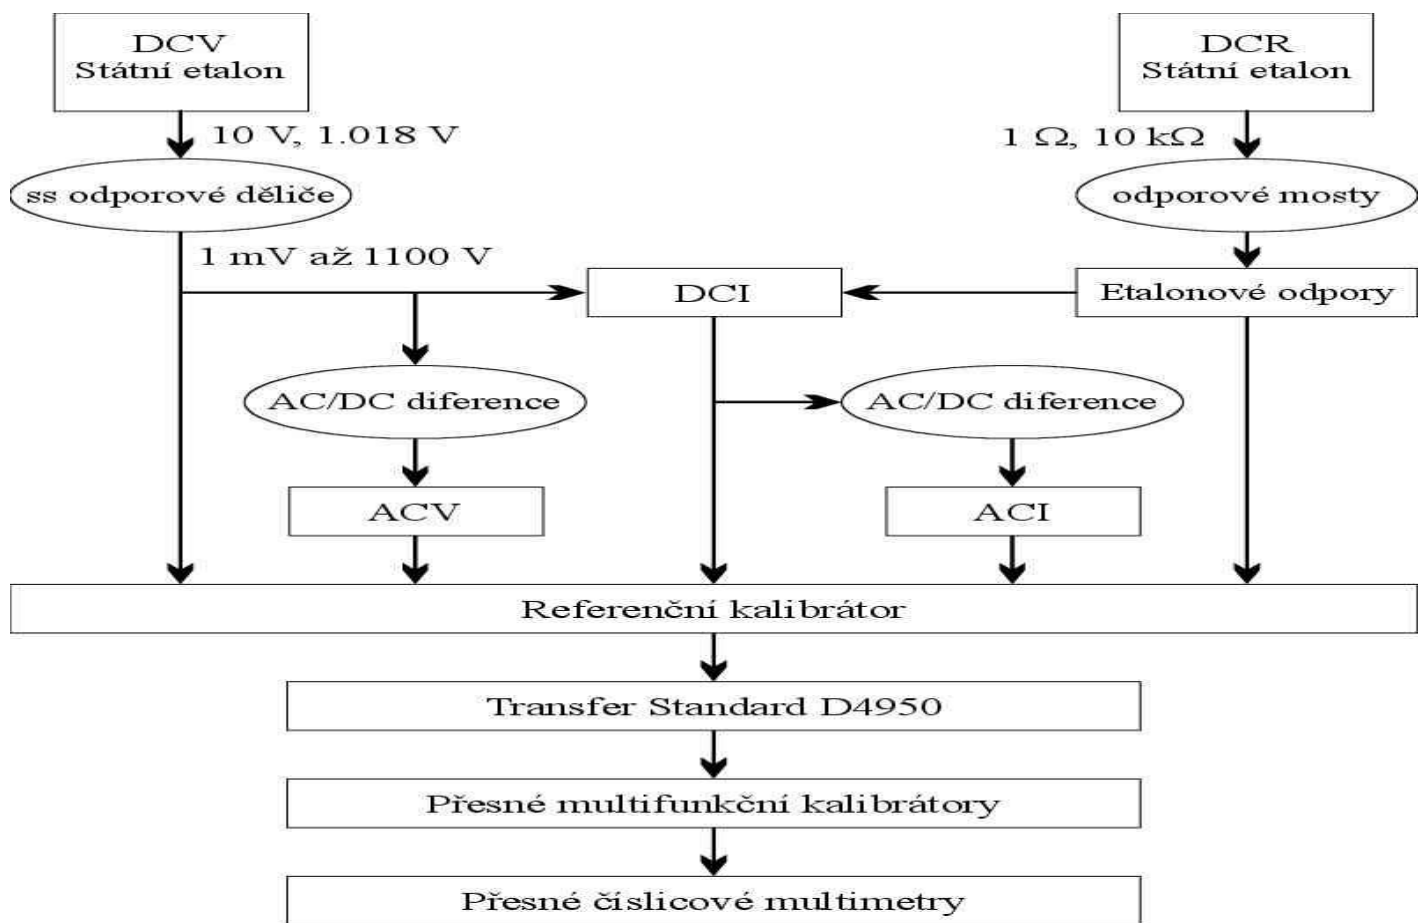 DCV
Státní etalon
DCR
Státní etalon
10 V, 1.018 V
1 Ω, 10 kΩ
ss odporové děliče
odporové mosty
1 mV až 1100 V
DCI
Etalonové odpory
AC/DC diference
AC/DC diference
ACV
ACI
Referenční kalibrátor
Transfer Standard D4950
Přesné multifunkční kalibrátory
Přesné číslicové multimetry